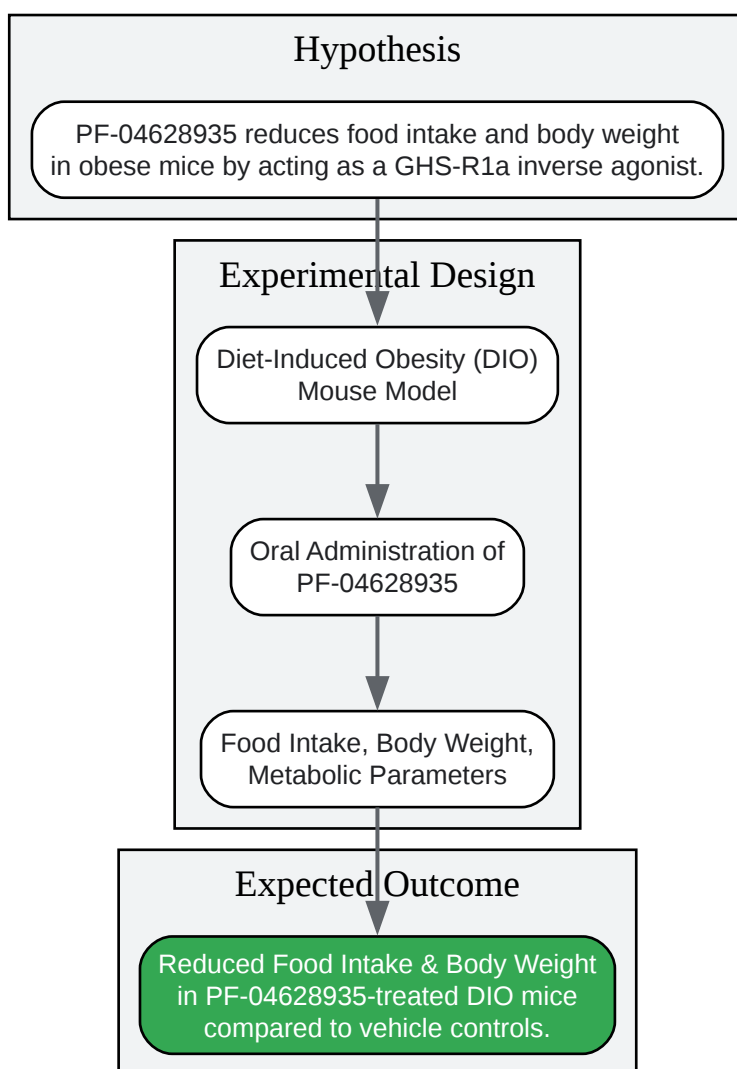 Hypothesis
PF-04628935 reduces food intake and body weight
in obese mice by acting as a GHS-R1a inverse agonist.
Experimental Design
Diet-Induced Obesity (DIO)
Mouse Model
Oral Administration of
PF-04628935
Food Intake, Body Weight,
Metabolic Parameters
Expected Outcome
Reduced Food Intake & Body Weight
in PF-04628935-treated DIO mice
compared to vehicle controls.